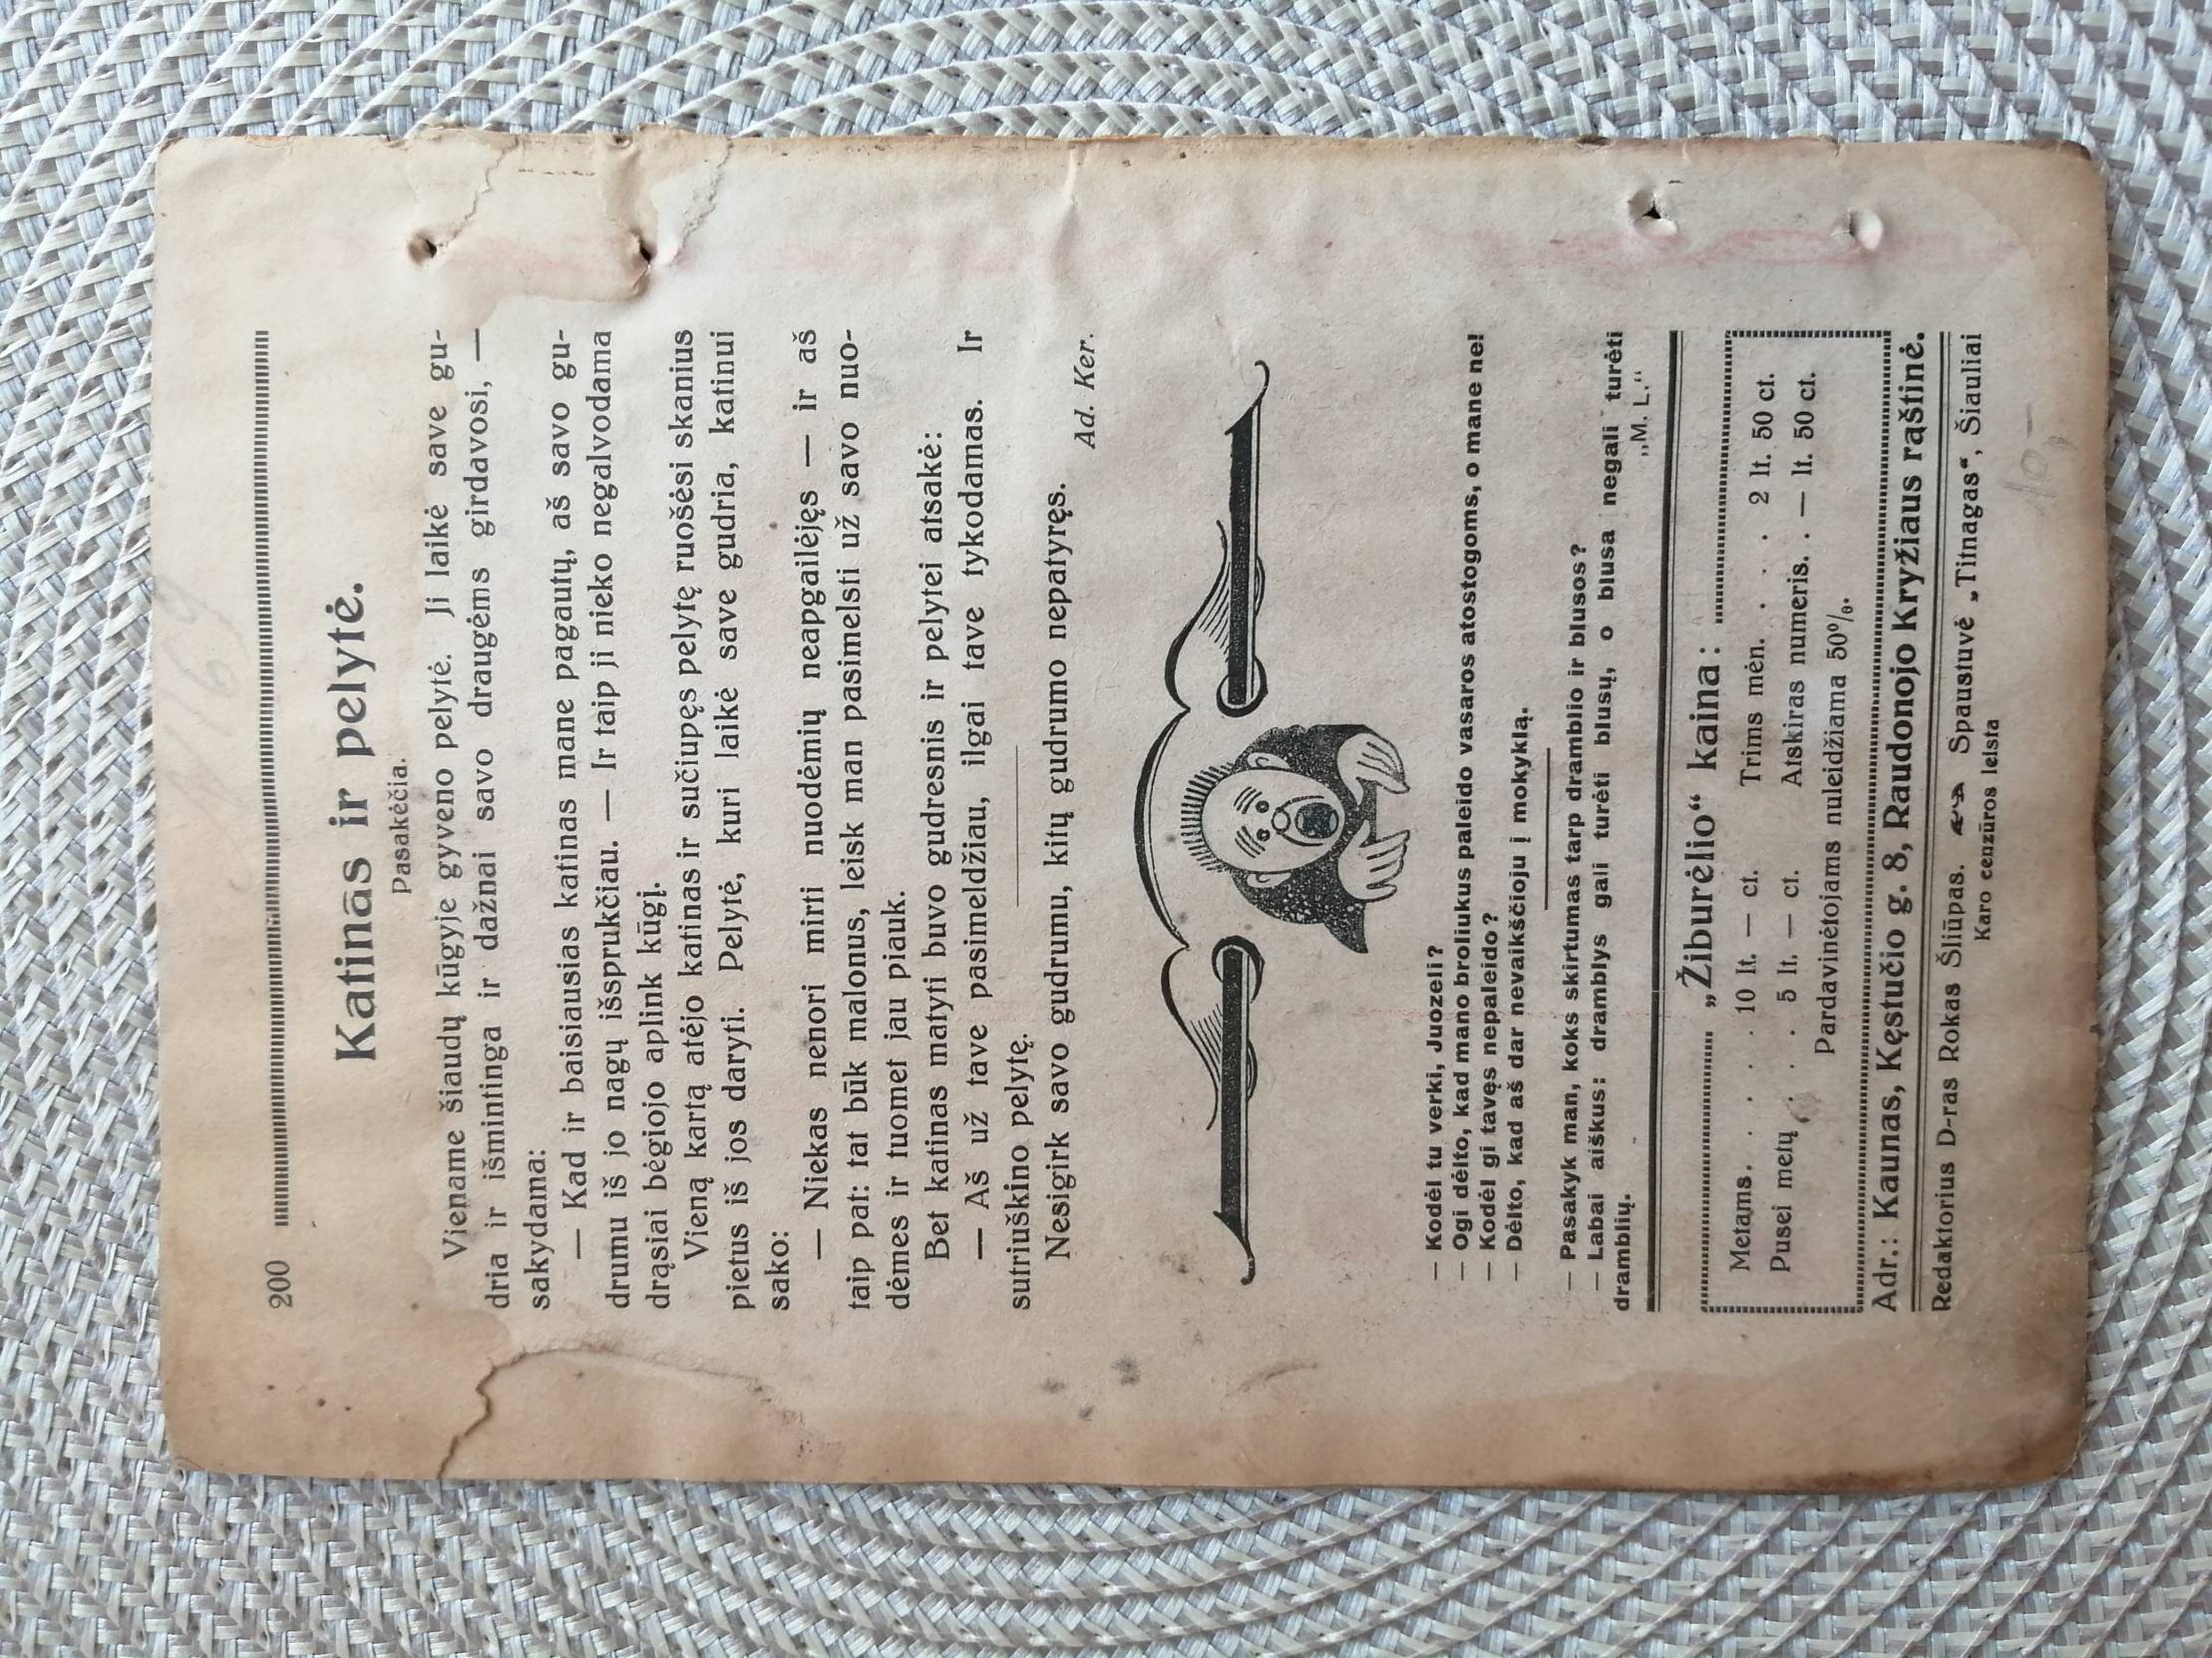 200
Katinas ir pelytė.
Pasakėčia.
Viename šiaudų kūgyje gyveno pelytė. Ji laikė save gu-
dria ir išmintinga ir dažnai savo draugėms girdavosi, —
sakydama:
— Kad ir baisiausias katinas mane pagautų, aš savo gu-
drumu iš jo nagų išsprukčiau. — Ir taip ji nieko negalvodama
drąsiai bėgiojo aplink kūgį.
Vieną kartą atėjo katinas ir sučiupęs pelytę ruošėsi skanius
pietus iš jos daryti. Pelytė, kuri laikė save gudria, katinui
sako:
— Niekas nenori mirti nuodėmių neapgailėjęs — ir aš
taip pat: tat būk malonus, leisk man pasimelsti už savo nuo-
dėmes ir tuomet jau piauk.
Bet katinas matyti buvo gudresnis ir pelytei atsakė:
— Aš už tave pasimeldžiau, ilgai tave tykodamas. Ir
sutriuškino pelytę.
Nesigirk savo gudrumu, kitų gudrumo nepatyręs.
Ad. Ker.
— Kodėl tu verki, Juozeli?
— Ogi dėlto, kad mano broliukus paleido vasaros atostogoms, o mane ne!
— Kodėl gi tavęs nepaleido?
— Dėlto, kad aš dar nevaikščioju į mokyklą.
— Pasakyk man, koks skirtumas tarp dramblio ir blusos?
— Labai aiškus: dramblys gali turėti blusų, o blusa negali turėti
dramblių.
„M. L.“
„Žiburėlio“ kaina:
Metams. . . . 10 lt. — ct. Trims mėn. . . . 2 lt. 50 ct.
Pusei metų . . . 5 lt. — ct. Atskiras numeris. . — lt. 50 ct.
Pardavinėtojams nuleidžiama 50%.
Adr.: Kaunas, Kęstučio g. 8, Raudonojo Kryžiaus rąštinė.
Redaktorius D-ras Rokas Šliūpas. Spaustuvė „Titnagas“, Šiauliai
Karo cenzūros leista
10,-